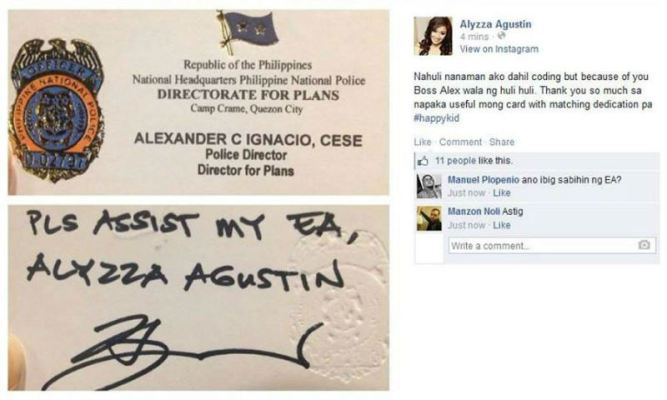 OFFICER
PHILIPPINE NATIONAL POLICE
Republic of the Philippines
National Headquarters Philippine National Police
DIRECTORATE FOR PLANS
Camp Crame, Quezon City
ALEXANDER C IGNACIO, CESE
Police Director
Director for Plans
PLS ASSIST MY EA,
ALYZZA AGUSTIN
Alyzza Agustin
4 mins
View on Instagram
Nahuli nanaman ako dahil coding but because of you
Boss Alex wala ng huli huli. Thank you so much sa
napaka useful mong card with matching dedication pa
#happykid
Like · Comment · Share
11 people like this.
Manuel Plopenio ano ibig sabihin ng EA?
Just now · Like
Manzon Noli Astig
Just now · Like
Write a comment...